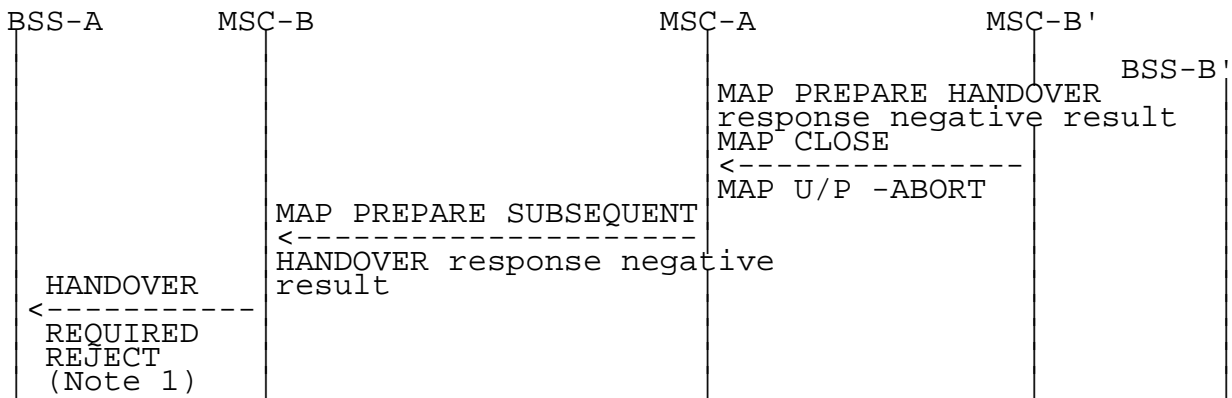 BSS-A MSC-B MSC-A MSC-B'
BSS-B'
MAP PREPARE HANDOVER
response negative result
MAP CLOSE
<---------------
MAP U/P -ABORT
MAP PREPARE SUBSEQUENT
<---------------------
HANDOVER response negative
result
HANDOVER
<-----------
REQUIRED
REJECT
(Note 1)